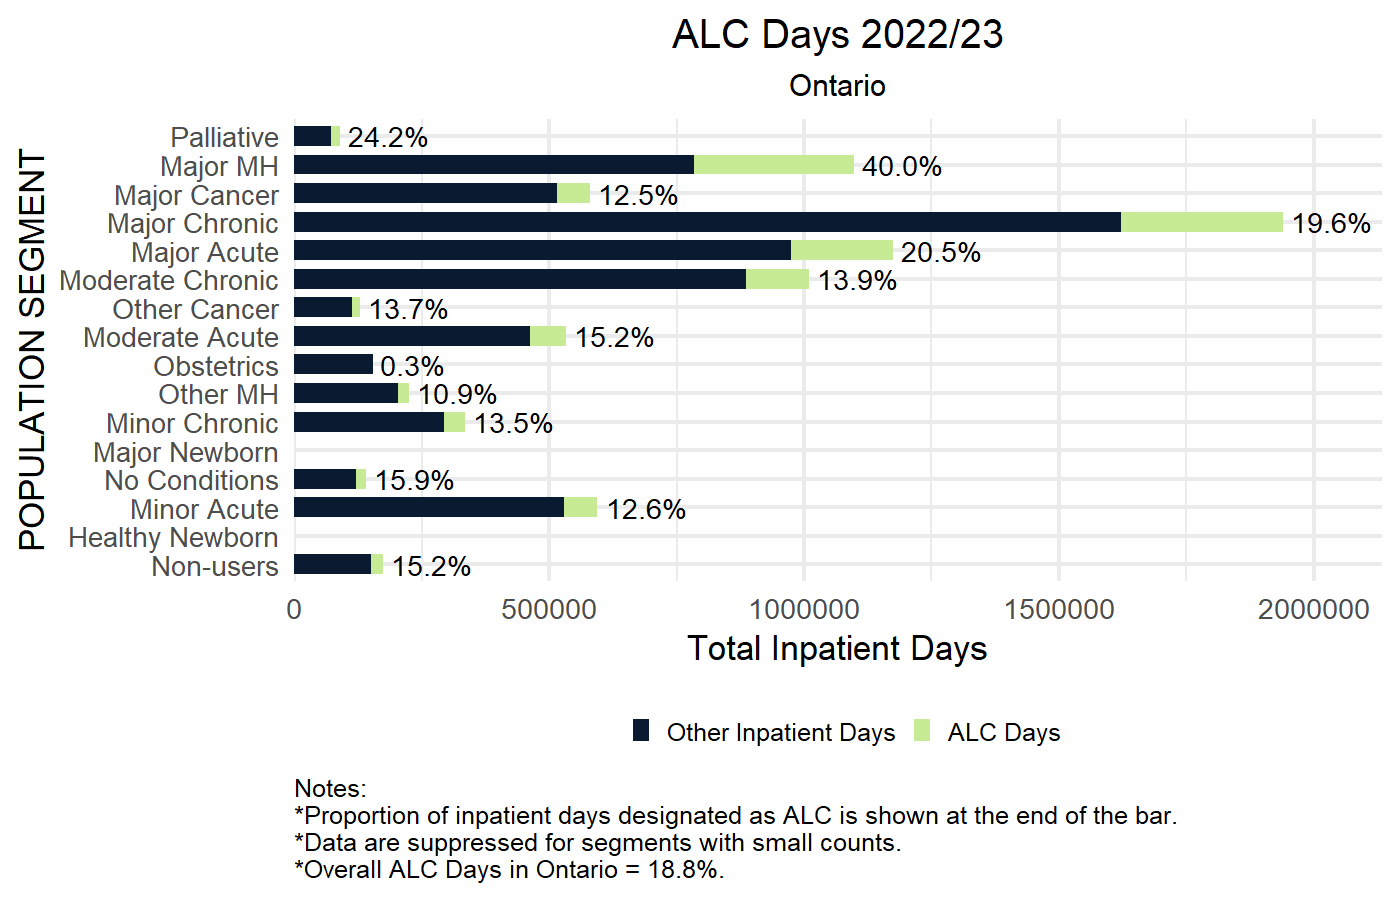 ALC Days 2022/23
Ontario
POPULATION SEGMENT
Palliative 24.2%
Major MH 40.0%
Major Cancer 12.5%
Major Chronic 19.6%
Major Acute 20.5%
Moderate Chronic 13.9%
Other Cancer 13.7%
Moderate Acute 15.2%
Obstetrics 0.3%
Other MH 10.9%
Minor Chronic 13.5%
Major Newborn
No Conditions 15.9%
Minor Acute 12.6%
Healthy Newborn
Non-users 15.2%
0 500000 1000000 1500000 2000000
Total Inpatient Days
Other Inpatient Days ALC Days
Notes:
*Proportion of inpatient days designated as ALC is shown at the end of the bar.
*Data are suppressed for segments with small counts.
*Overall ALC Days in Ontario = 18.8%.